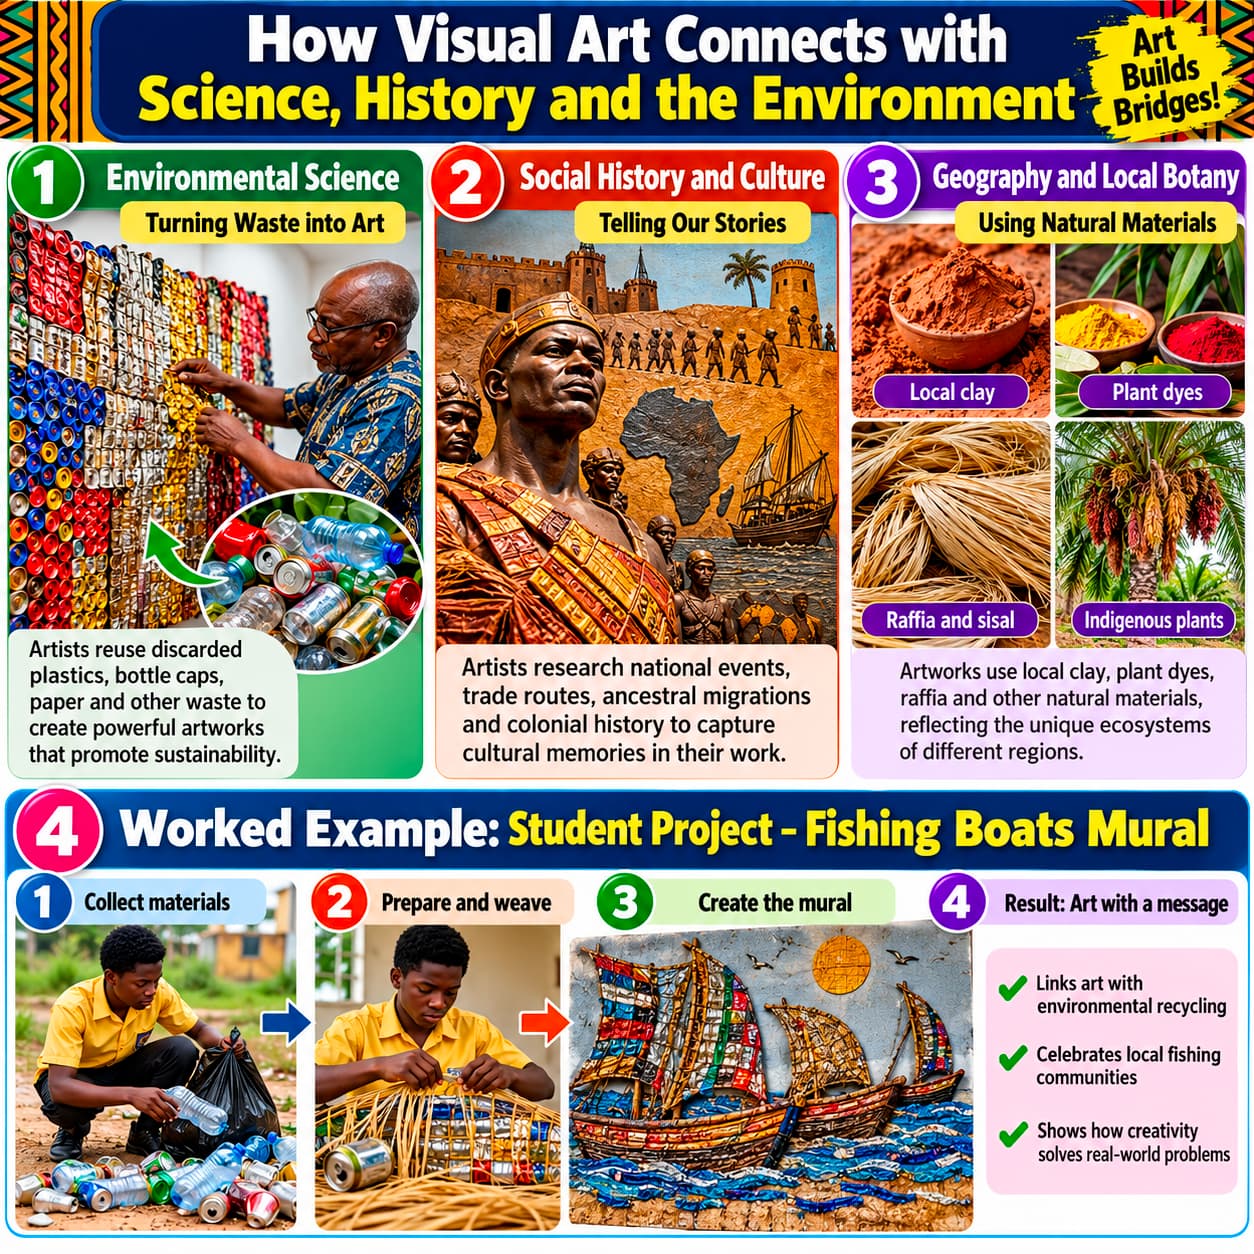 How Visual Art Connects with
Science, History and the Environment
Art
Builds
Bridges!
1
Environmental Science
Turning Waste into Art
Artists reuse discarded
plastics, bottle caps,
paper and other waste to
create powerful artworks
that promote sustainability.
2
Social History and Culture
Telling Our Stories
Artists research national events,
trade routes, ancestral migrations
and colonial history to capture
cultural memories in their work.
3
Geography and Local Botany
Using Natural Materials
Local clay
Plant dyes
Raffia and sisal
Indigenous plants
Artworks use local clay, plant dyes,
raffia and other natural materials,
reflecting the unique ecosystems
of different regions.
4
Worked Example: Student Project – Fishing Boats Mural
1
Collect materials
2
Prepare and weave
3
Create the mural
4
Result: Art with a message
Links art with
environmental recycling
Celebrates local fishing
communities
Shows how creativity
solves real-world problems